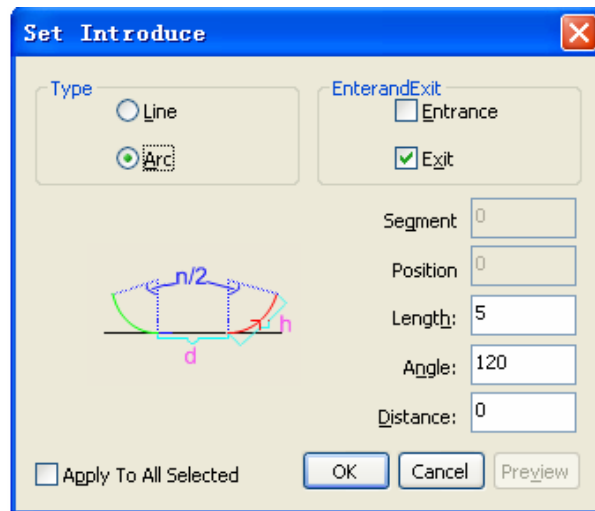 Set Introduce
Type
Line
Arc
EnterandExit
Entrance
Exit
n/2
h
d
Segment 0
Position 0
Length: 5
Angle: 120
Distance: 0
Apply To All Selected
OK
Cancel
Preview